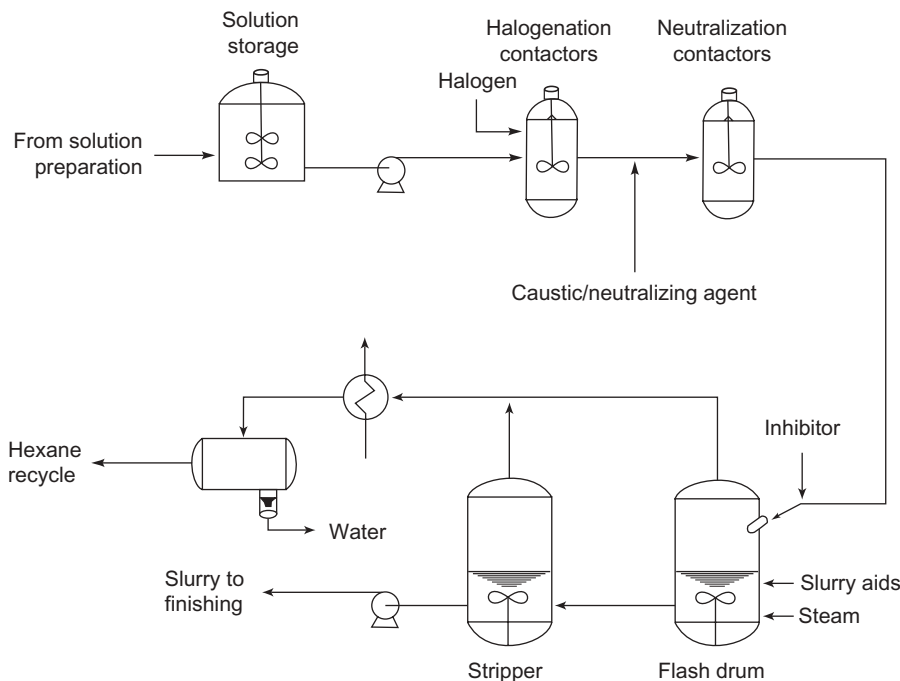 Solution
storage
Halogenation
contactors
Neutralization
contactors
Halogen
From solution
preparation
Caustic/neutralizing agent
Inhibitor
Hexane
recycle
Water
Slurry to
finishing
Slurry aids
Steam
Stripper
Flash drum